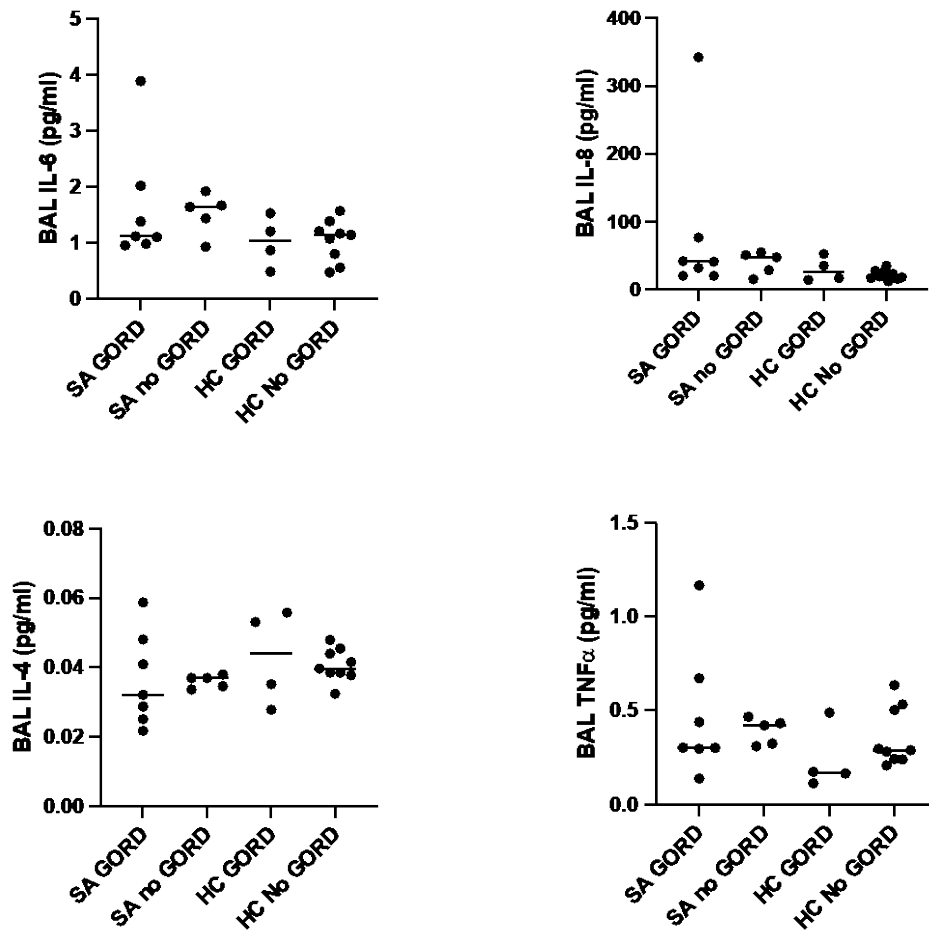 BAL IL-6 (pg/ml)
5
4
3
2
1
0
SA GORD
SA no GORD
HC GORD
HC No GORD
BAL IL-8 (pg/ml)
400
300
200
100
0
SA GORD
SA no GORD
HC GORD
HC No GORD
BAL IL-4 (pg/ml)
0.08
0.06
0.04
0.02
0.00
SA GORD
SA no GORD
HC GORD
HC No GORD
BAL TNFα (pg/ml)
1.5
1.0
0.5
0.0
SA GORD
SA no GORD
HC GORD
HC No GORD